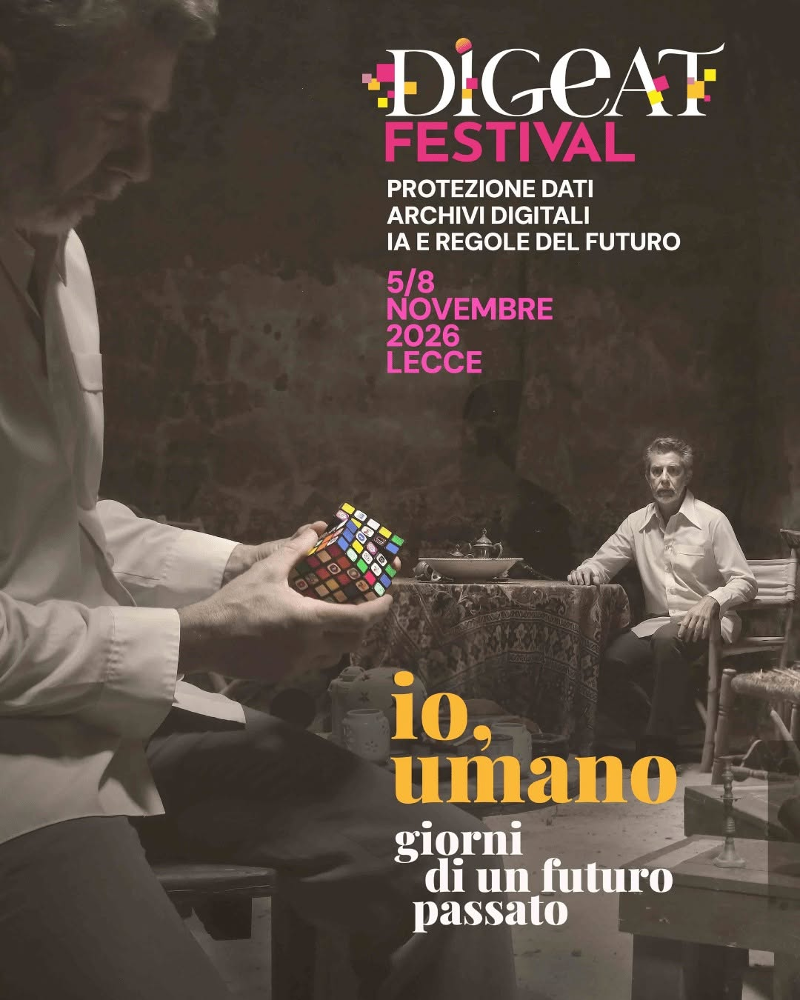 DIGeAT
FESTIVAL
PROTEZIONE DATI
ARCHIVI DIGITALI
IA E REGOLE DEL FUTURO
5/8
NOVEMBRE
2026
LECCE
io,
umano
giorni
di un futuro
passato